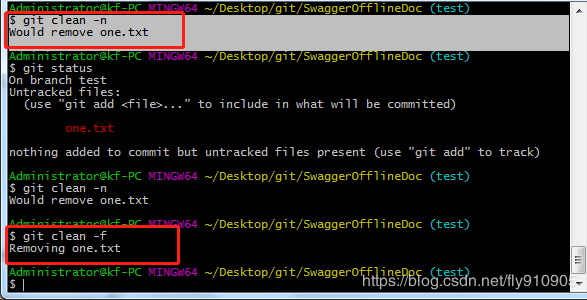 Administrator@kf-PC MINGW64 ~/Desktop/git/SwaggerOfflineDoc (test)
$ git clean -n
Would remove one.txt
Administrator@kf-PC MINGW64 ~/Desktop/git/SwaggerOfflineDoc (test)
$ git status
On branch test
Untracked files:
  (use "git add <file>..." to include in what will be committed)
        one.txt
nothing added to commit but untracked files present (use "git add" to track)
Administrator@kf-PC MINGW64 ~/Desktop/git/SwaggerOfflineDoc (test)
$ git clean -n
Would remove one.txt
Administrator@kf-PC MINGW64 ~/Desktop/git/SwaggerOfflineDoc (test)
$ git clean -f
Removing one.txt
Administrator@kf-PC MINGW64 ~/Desktop/git/SwaggerOfflineDoc (test)
$
https://blog.csdn.net/fly910905